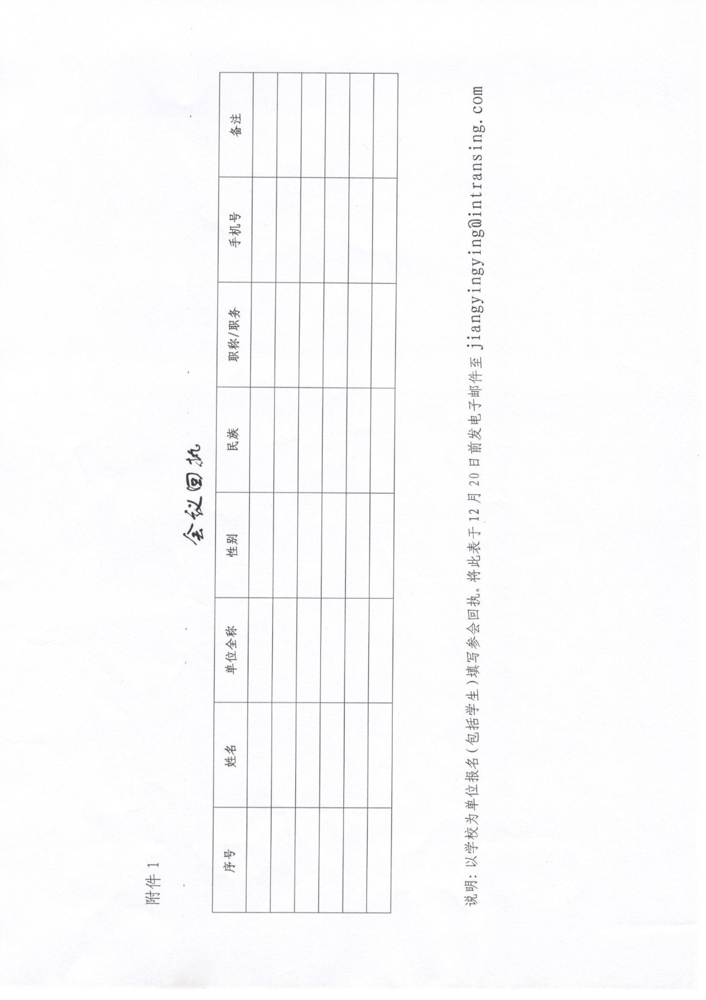 附件 1
会议回执
序号 姓名 单位全称 性别 民族 职称/职务 手机号 备注
说明：以学校为单位报名(包括学生)填写参会回执。将此表于 12 月 20 日前发电子邮件至 jiangyingying@intransing.com